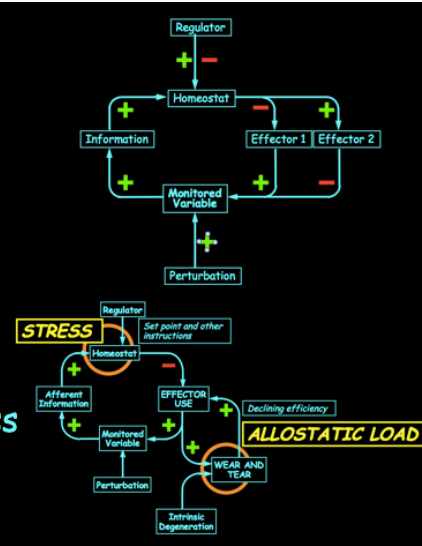 Regulator
+ −
Homeostat
+ − +
Information
Effector 1
Effector 2
+ + −
Monitored
Variable
+
Perturbation
Regulator
STRESS
Set point and other
instructions
Homeostat
+ −
Afferent
Information
EFFECTOR
USE
Declining efficiency
+
+ +
Monitored
Variable
ALLOSTATIC LOAD
+
WEAR AND
TEAR
Perturbation
Intrinsic
Degeneration